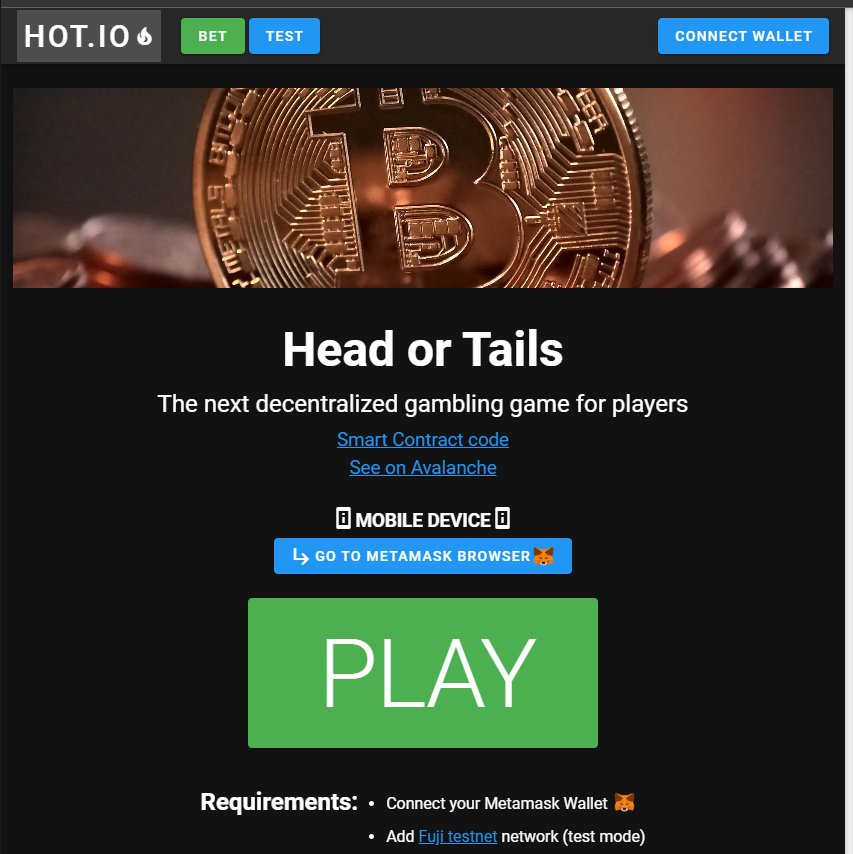 HOT.IO
BET
TEST
CONNECT WALLET
Head or Tails
The next decentralized gambling game for players
Smart Contract code
See on Avalanche
MOBILE DEVICE
GO TO METAMASK BROWSER
PLAY
Requirements:
• Connect your Metamask Wallet
• Add Fuji testnet network (test mode)